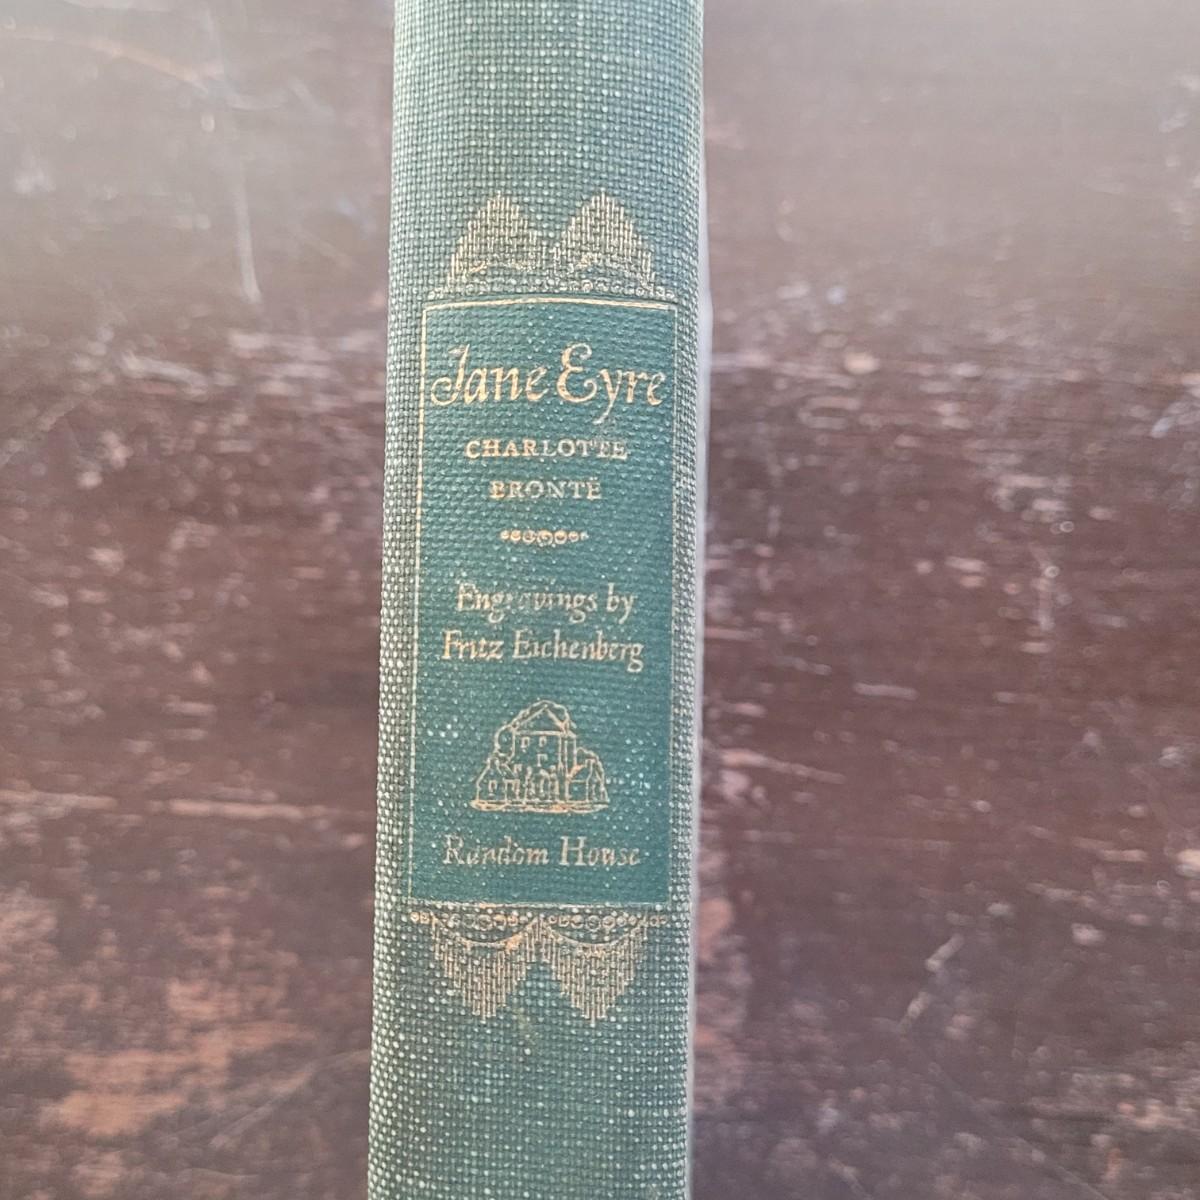 Jane Eyre
CHARLOTTE
BRONTË
Engravings by
Fritz Eichenberg
Random House